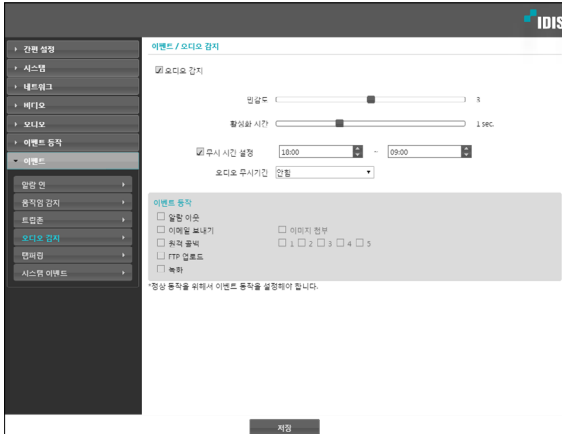 IDIS
간편 설정
시스템
네트워크
비디오
오디오
이벤트 동작
이벤트
알람 인
움직임 감지
트립존
오디오 감지
탬퍼링
시스템 이벤트
이벤트 / 오디오 감지
오디오 감지
민감도 3
활성화 시간 1 sec.
무시 시간 설정 18:00 ~ 09:00
오디오 무시기간 안함
이벤트 동작
알람 아웃
이메일 보내기 이미지 첨부
원격 콜백 1 2 3 4 5
FTP 업로드
녹화
*정상 동작을 위해서 이벤트 동작을 설정해야 합니다.
저장